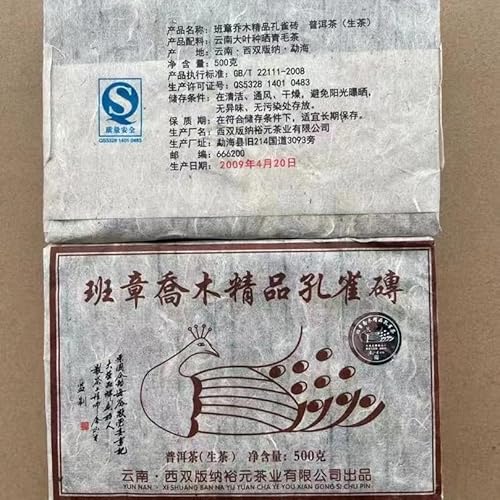 产品名称：班章乔木精品孔雀砖　普洱茶（生茶）
产品配料：云南大叶种晒青毛茶
产　　地：云南·西双版纳·勐海
净 含 量：500克
产品执行标准：GB/T 22111-2008
生产许可证号：QS5328 1401 0483
储存条件：在清洁、通风、干燥，避免阳光曝晒，
无异味、无污染处存放。
保 质 期：在符合储存条件下，适宜长期保存。
生产厂名：西双版纳裕元茶业有限公司
生产厂址：勐海县旧214国道3093旁
邮　　编：666200
生产日期：2009年4月20日
质量安全
QS5328 1401 0483
班章喬木精品孔雀磚
普洱茶（生茶） 净含量：500克
云南·西双版纳裕元茶业有限公司出品
YUN NAN · XI SHUANG BAN NA YU YUAN CHA YE YOU XIAN GONG SI CHU PIN